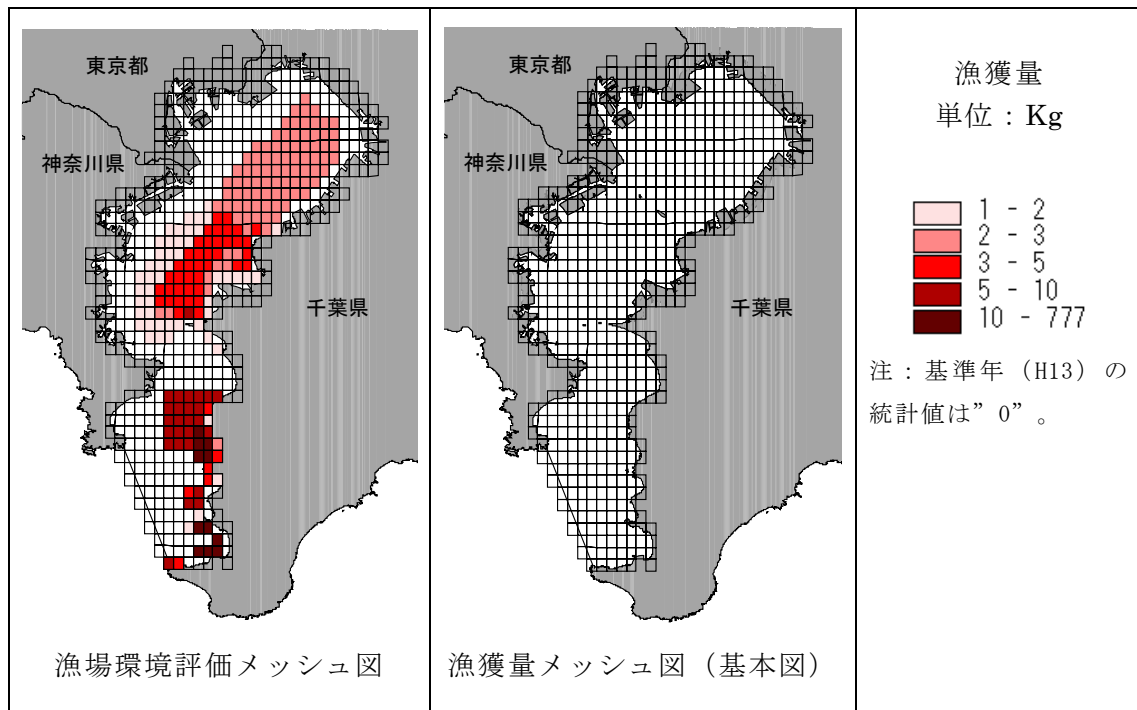 東京都
神奈川県
千葉県
漁場環境評価メッシュ図
東京都
神奈川県
千葉県
漁獲量メッシュ図（基本図）
漁獲量
単位：Kg
1 - 2
2 - 3
3 - 5
5 - 10
10 - 777
注：基準年（H13）の
統計値は”0”。